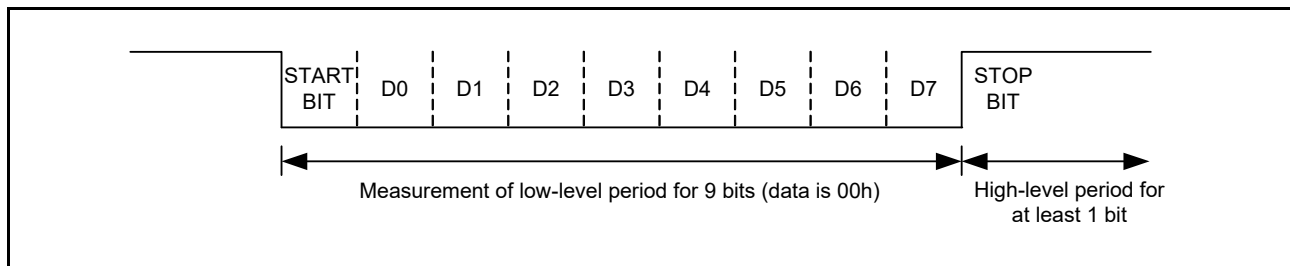 START
BIT
D0
D1
D2
D3
D4
D5
D6
D7
STOP
BIT
Measurement of low-level period for 9 bits (data is 00h)
High-level period for
at least 1 bit